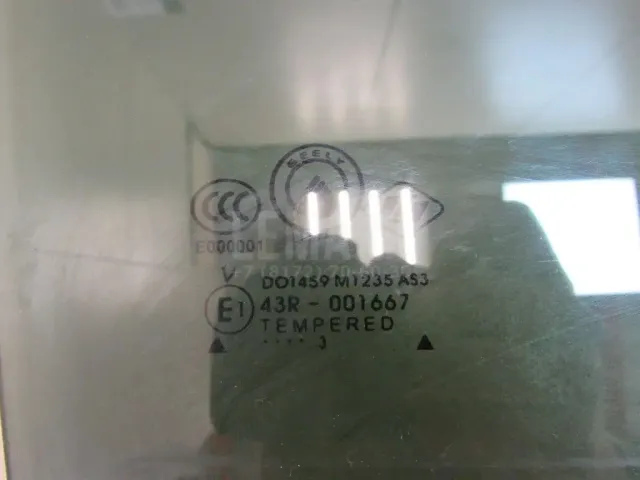 GEELY
CCC
E000001
V DOT459 M1235 AS3
E1 43R - 001667
TEMPERED
.... 3